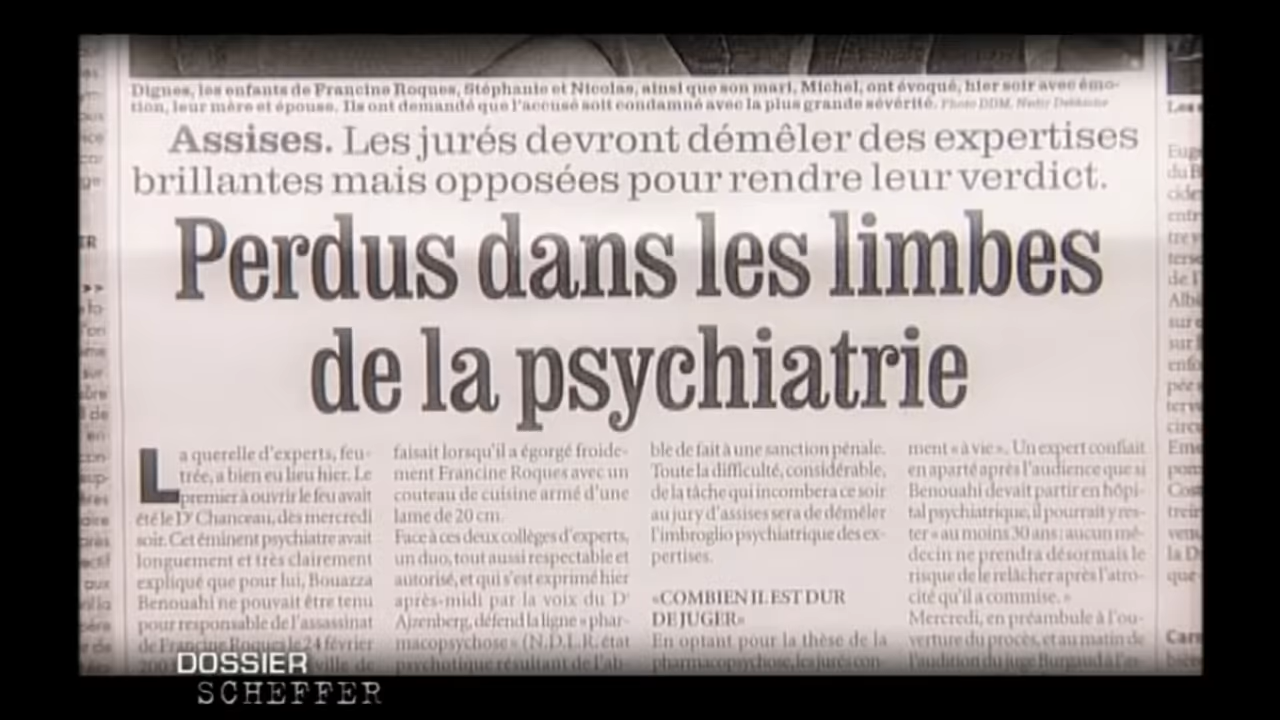 Dignes, les enfants de Francine Roques, Stéphanie et Nicolas, ainsi que son mari, Michel, ont évoqué, hier soir avec émo-
tion, leur mère et épouse. Ils ont demandé que l'accusé soit condamné avec la plus grande sévérité. Photo DDM,
Assises. Les jurés devront démêler des expertises
brillantes mais opposées pour rendre leur verdict.
Perdus dans les limbes
de la psychiatrie
La querelle d'experts, feu-
trée, a bien eu lieu hier. Le
premier à ouvrir le feu avait
été le Dr Chanceau, des mercredi
soir. Cet éminent psychiatre avait
longuement et très clairement
expliqué que pour lui, Bouazza
Benouahi ne pouvait être tenu
pour responsable de l'assassinat
de Francine Roques le 24 février
faisait lorsqu'il a égorgé froide-
ment Francine Roques avec un
couteau de cuisine armé d'une
lame de 20 cm.
Face à ces deux collèges d'experts,
un duo, tout aussi respectable et
autorisé, et qui s'est exprimé hier
après-midi par la voix du Dr
Ajzenberg, défend la ligne «phar-
macopsychose» (N.D.L.R. état
psychotique résultant de l'ab-
ble de fait à une sanction pénale.
Toute la difficulté, considérable,
de la tâche qui incombera ce soir
au jury d'assises sera de démêler
l'imbroglio psychiatrique des ex-
pertises.
«COMBIEN IL EST DUR
DE JUGER»
En optant pour la thèse de la
pharmacopsychose, les jurés con-
ment «à vie». Un expert confiait
en aparté après l'audience que si
Benouahi devait partir en hôpi-
tal psychiatrique, il pourrait y res-
ter «au moins 30 ans: aucun mé-
decin ne prendra désormais le
risque de le relâcher après l'atro-
cité qu'il a commise.»
Mercredi, en préambule à l'ou-
verture du procès, et au matin de
l'audition du juge Burgaud à l'as-
DOSSIER
SCHEFFER